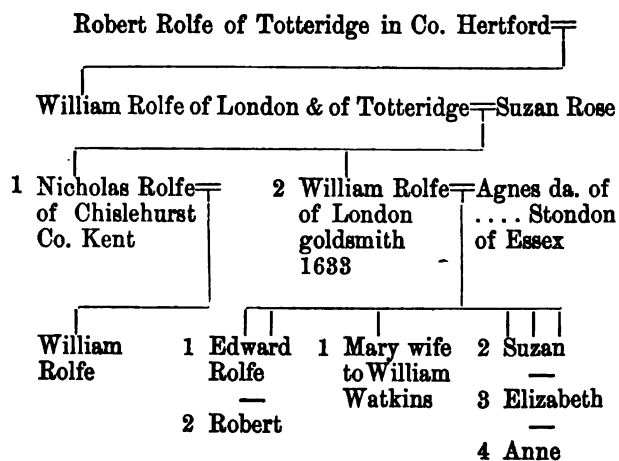 Robert Rolfe of Totteridge in Co. Hertford=
William Rolfe of London & of Totteridge=Suzan Rose
1 Nicholas Rolfe=
of Chislehurst
Co. Kent
2 William Rolfe=
of London
goldsmith
1633
Agnes da. of
.... Stondon
of Essex
William
Rolfe
1 Edward
Rolfe
—
2 Robert
1 Mary wife
to William
Watkins
2 Suzan
—
3 Elizabeth
—
4 Anne